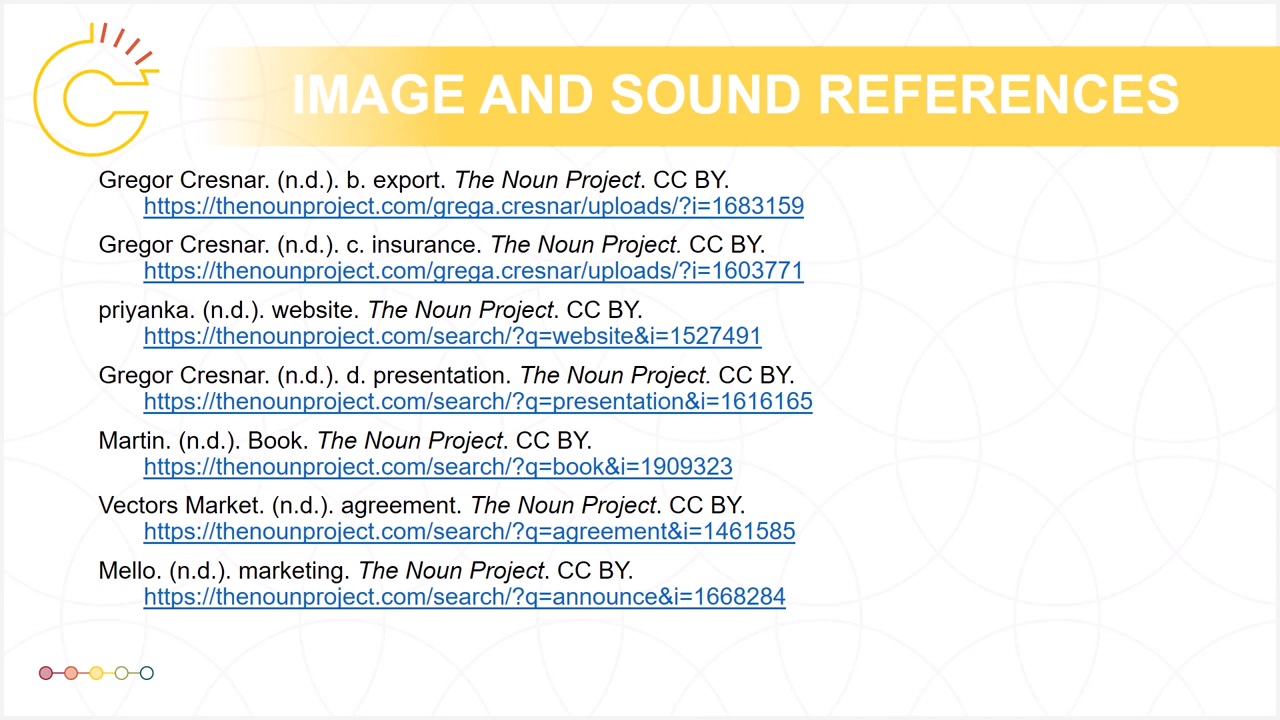 IMAGE AND SOUND REFERENCES
Gregor Cresnar. (n.d.). b. export. The Noun Project. CC BY.
https://thenounproject.com/grega.cresnar/uploads/?i=1683159
Gregor Cresnar. (n.d.). c. insurance. The Noun Project. CC BY.
https://thenounproject.com/grega.cresnar/uploads/?i=1603771
priyanka. (n.d.). website. The Noun Project. CC BY.
https://thenounproject.com/search/?q=website&i=1527491
Gregor Cresnar. (n.d.). d. presentation. The Noun Project. CC BY.
https://thenounproject.com/search/?q=presentation&i=1616165
Martin. (n.d.). Book. The Noun Project. CC BY.
https://thenounproject.com/search/?q=book&i=1909323
Vectors Market. (n.d.). agreement. The Noun Project. CC BY.
https://thenounproject.com/search/?q=agreement&i=1461585
Mello. (n.d.). marketing. The Noun Project. CC BY.
https://thenounproject.com/search/?q=announce&i=1668284